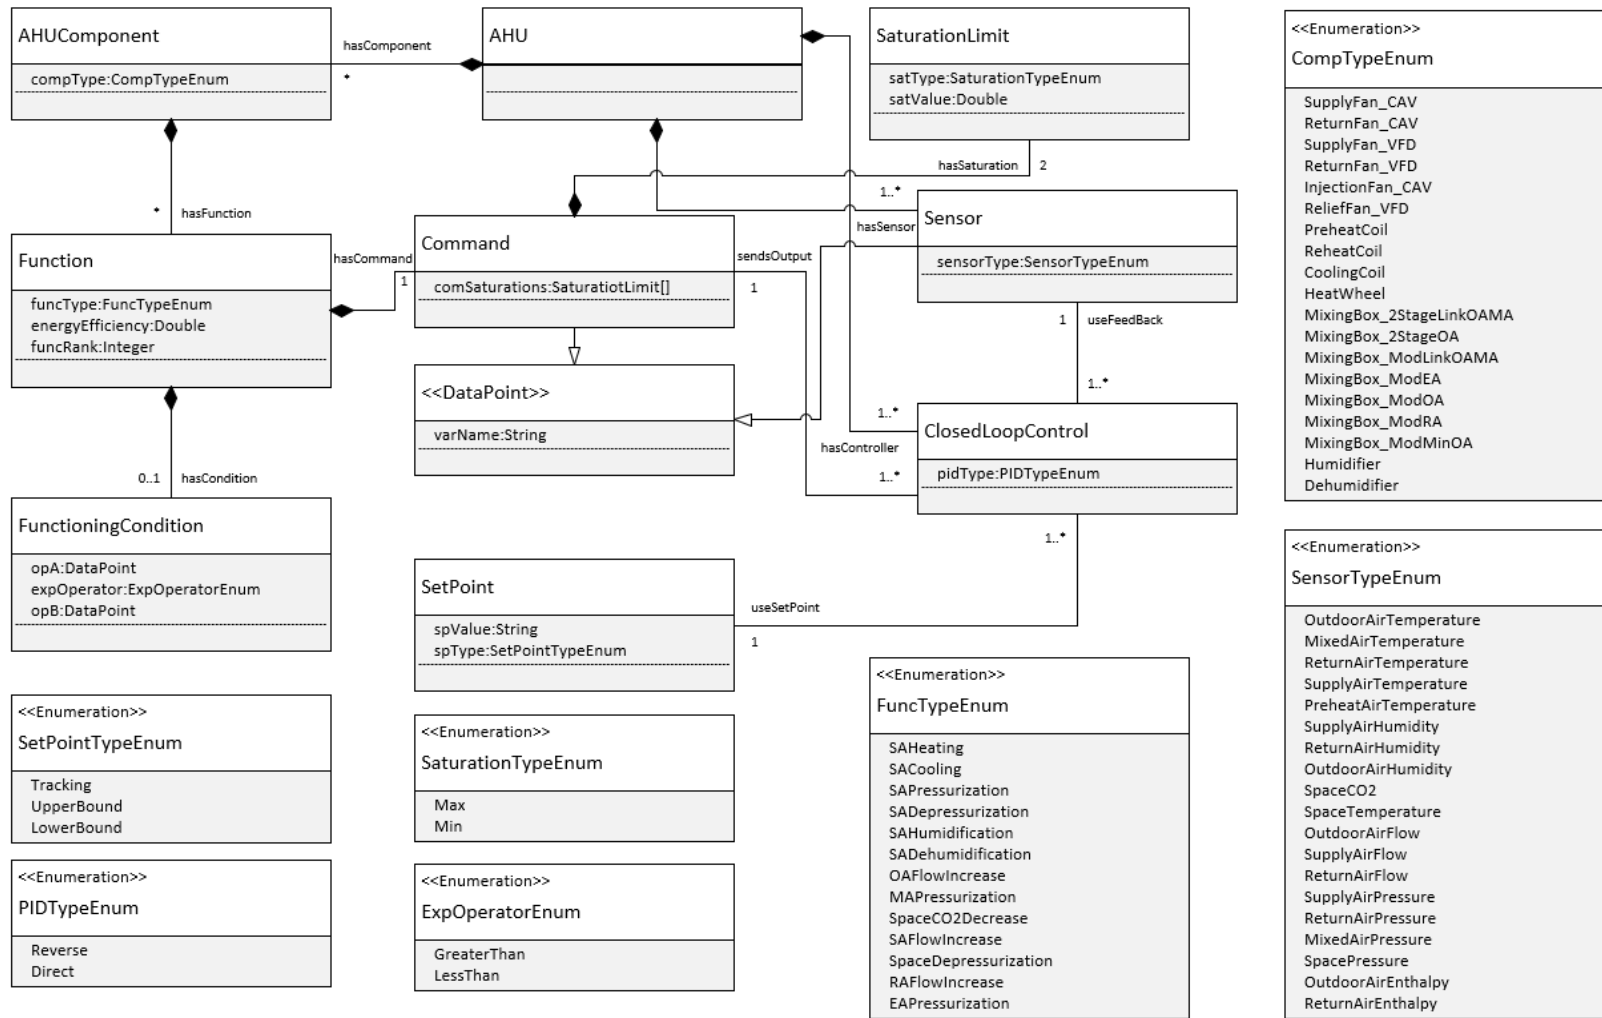 AHUComponent
compType:CompTypeEnum
hasComponent
*
AHU
SaturationLimit
satType:SaturationTypeEnum
satValue:Double
hasSaturation
2
<<Enumeration>>
CompTypeEnum
SupplyFan_CAV
ReturnFan_CAV
SupplyFan_VFD
ReturnFan_VFD
InjectionFan_CAV
ReliefFan_VFD
PreheatCoil
ReheatCoil
CoolingCoil
HeatWheel
MixingBox_2StageLinkOAMA
MixingBox_2StageOA
MixingBox_ModLinkOAMA
MixingBox_ModEA
MixingBox_ModOA
MixingBox_ModRA
MixingBox_ModMinOA
Humidifier
Dehumidifier
*
hasFunction
Function
funcType:FuncTypeEnum
energyEfficiency:Double
funcRank:Integer
hasCommand
1
Command
comSaturations:SaturatiotLimit[]
sendsOutput
1
1..*
hasSensor
Sensor
sensorType:SensorTypeEnum
1
useFeedBack
1..*
<<DataPoint>>
varName:String
1..*
hasController
1..*
ClosedLoopControl
pidType:PIDTypeEnum
1..*
0..1
hasCondition
FunctioningCondition
opA:DataPoint
expOperator:ExpOperatorEnum
opB:DataPoint
SetPoint
spValue:String
spType:SetPointTypeEnum
useSetPoint
1
<<Enumeration>>
SensorTypeEnum
OutdoorAirTemperature
MixedAirTemperature
ReturnAirTemperature
SupplyAirTemperature
PreheatAirTemperature
SupplyAirHumidity
ReturnAirHumidity
OutdoorAirHumidity
SpaceCO2
SpaceTemperature
OutdoorAirFlow
SupplyAirFlow
ReturnAirFlow
SupplyAirPressure
ReturnAirPressure
MixedAirPressure
SpacePressure
OutdoorAirEnthalpy
ReturnAirEnthalpy
<<Enumeration>>
SetPointTypeEnum
Tracking
UpperBound
LowerBound
<<Enumeration>>
SaturationTypeEnum
Max
Min
<<Enumeration>>
FuncTypeEnum
SAHeating
SACooling
SAPressurization
SADepressurization
SAHumidification
SADehumidification
OAFlowIncrease
MAPressurization
SpaceCO2Decrease
SAFlowIncrease
SpaceDepressurization
RAFlowIncrease
EAPressurization
<<Enumeration>>
PIDTypeEnum
Reverse
Direct
<<Enumeration>>
ExpOperatorEnum
GreaterThan
LessThan